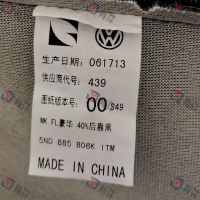 生产日期: 061713
供应商代号: 439
图纸版本号: 00 S49
MK FL豪华 40%后靠黑
5ND 885 806K ITM
MADE IN CHINA